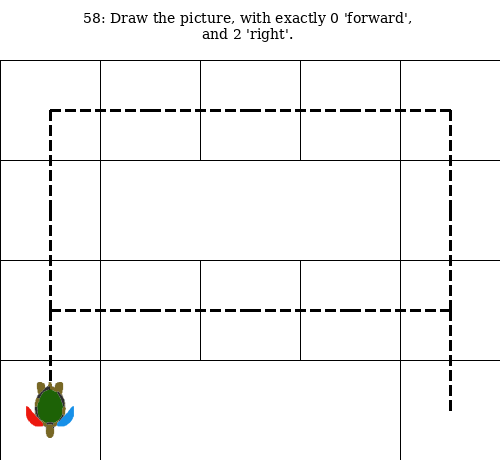 58: Draw the picture, with exactly 0 'forward',
and 2 'right'.